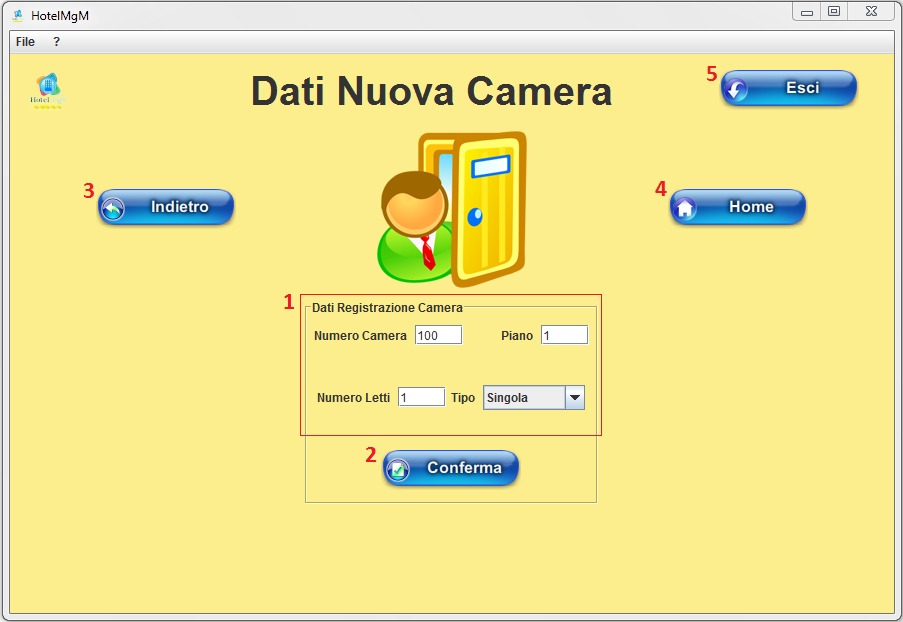 HotelMgM
File ?
Hotel
Dati Nuova Camera
5 Esci
3 Indietro
4 Home
1
Dati Registrazione Camera
Numero Camera 100 Piano 1
Numero Letti 1 Tipo Singola
2 Conferma